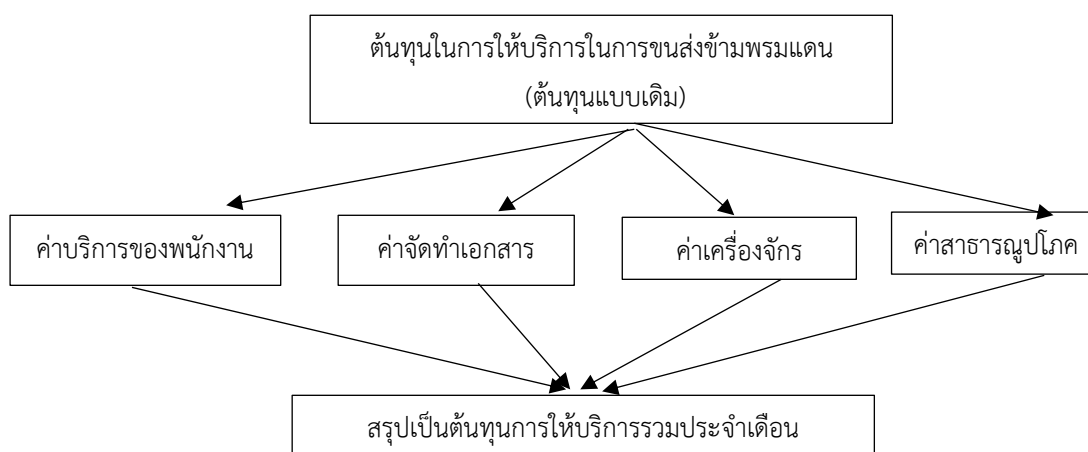 ต้นทุนในการให้บริการในการขนส่งข้ามพรมแดน
(ต้นทุนแบบเดิม)
ค่าบริการของพนักงาน
ค่าจัดทำเอกสาร
ค่าเครื่องจักร
ค่าสาธารณูปโภค
สรุปเป็นต้นทุนการให้บริการรวมประจำเดือน